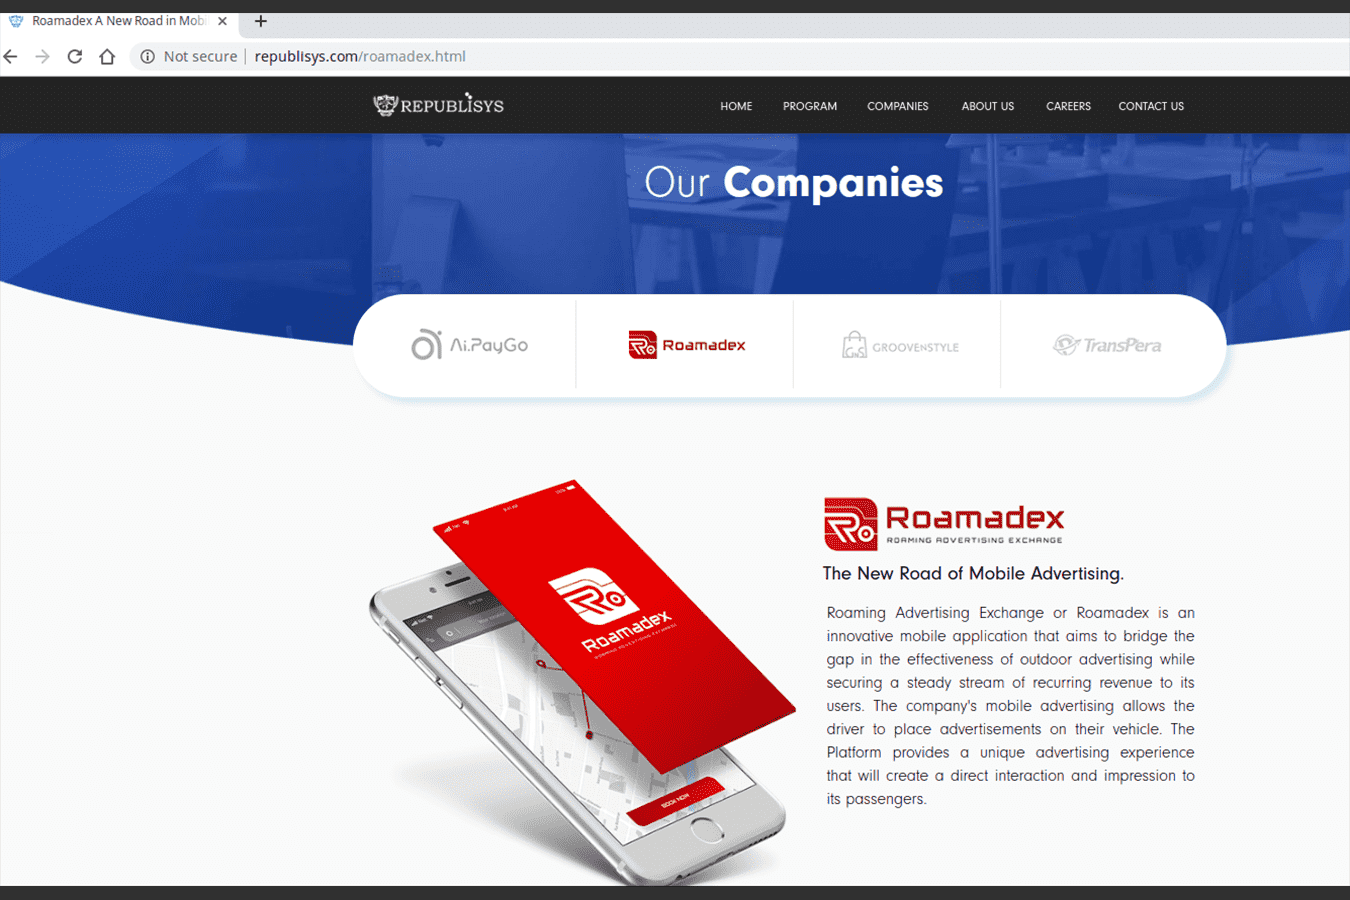 Roamadex A New Road in Mobi
Not secure
republisys.com/roamadex.html
REPUBLISYS
HOME PROGRAM COMPANIES ABOUT US CAREERS CONTACT US
Our Companies
Ai.PayGo
Roamadex
GROOVENSTYLE
TransPera
Roamadex
ROAMING ADVERTISING EXCHANGE
The New Road of Mobile Advertising.
Roaming Advertising Exchange or Roamadex is an
innovative mobile application that aims to bridge the
gap in the effectiveness of outdoor advertising while
securing a steady stream of recurring revenue to its
users. The company's mobile advertising allows the
driver to place advertisements on their vehicle. The
Platform provides a unique advertising experience
that will create a direct interaction and impression to
its passengers.
Roamadex
ROAMING ADVERTISING EXCHANGE
BOOK NOW